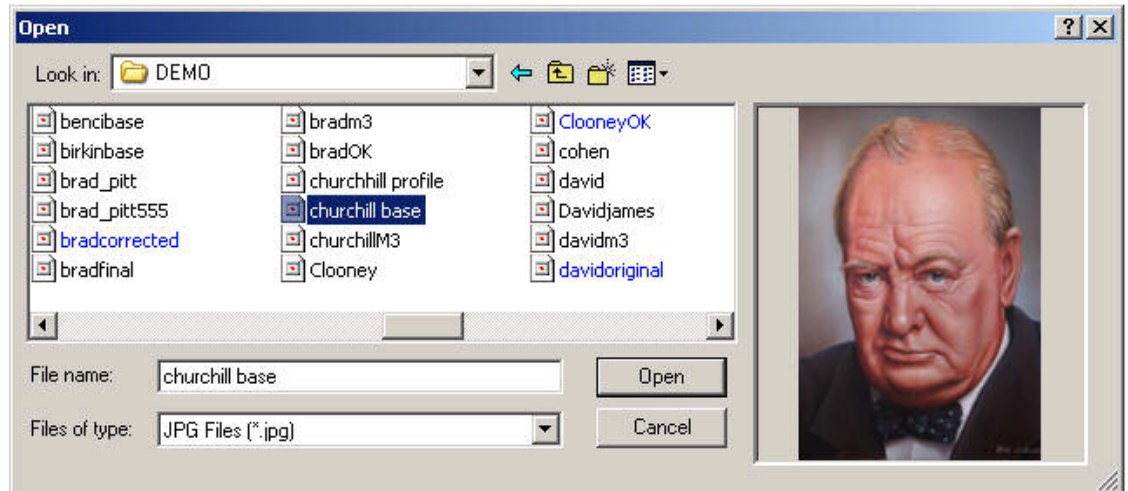 Open
Look in: DEMO
bencibase
birkinbase
brad_pitt
brad_pitt555
bradcorrected
bradfinal
bradm3
bradOK
churchhill profile
churchill base
churchillM3
Clooney
ClooneyOK
cohen
david
Davidjames
davidm3
davidoriginal
File name: churchill base
Open
Files of type: JPG Files (*.jpg)
Cancel